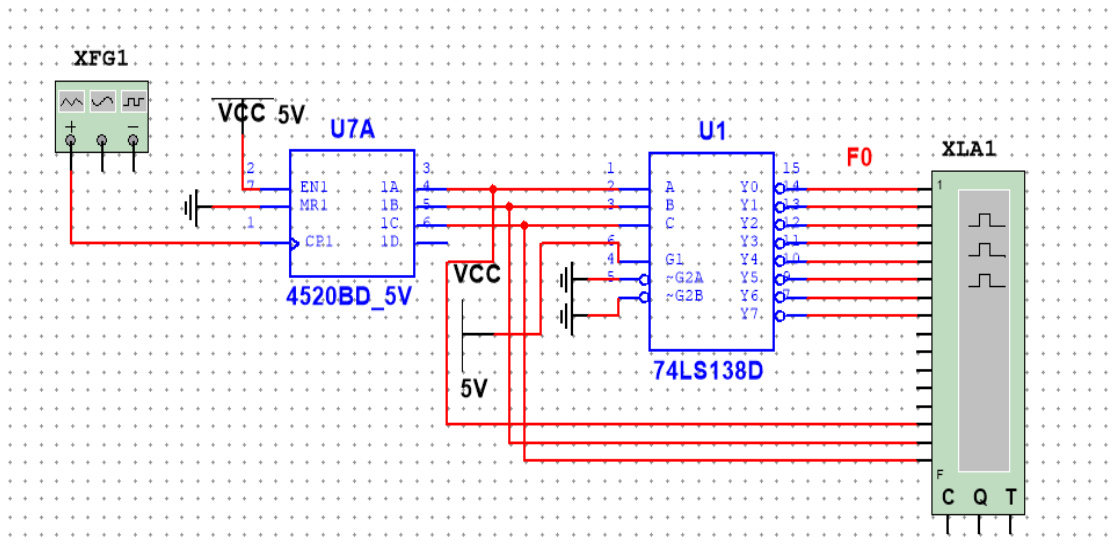 XFG1
+ −
VCC 5V
U7A
2
7 EN1 1A 3
4
MR1 1B 5
1 1C 6
CP1 1D
4520BD_5V
VCC
5V
U1
1 15
2 A Y0 14
3 B Y1 13
C Y2 12
6 Y3 11
4 G1 Y4 10
5 ~G2A Y5 9
~G2B Y6 7
Y7
74LS138D
F0
XLA1
1
F
C Q T